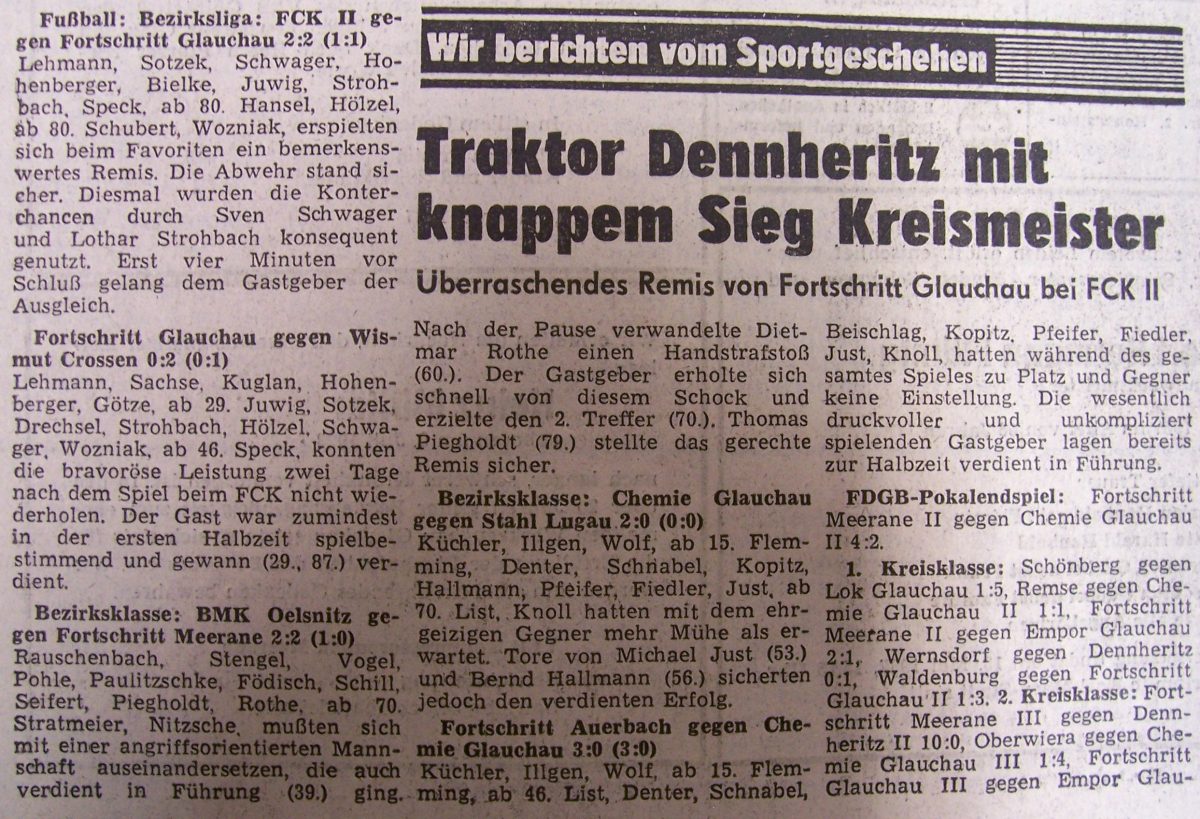 Wir berichten vom Sportgeschehen
Traktor Dennheritz mit
knappem Sieg Kreismeister
Überraschendes Remis von Fortschritt Glauchau bei FCK II
Fußball: Bezirksliga: FCK II ge-
gen Fortschritt Glauchau 2:2 (1:1)
Lehmann, Sotzek, Schwager, Ho-
henberger, Bielke, Juwig, Stroh-
bach, Speck, ab 80. Hansel, Hölzel,
ab 80. Schubert, Wozniak, erspielten
sich beim Favoriten ein bemerkens-
wertes Remis. Die Abwehr stand si-
cher. Diesmal wurden die Konter-
chancen durch Sven Schwager
und Lothar Strohbach konsequent
genutzt. Erst vier Minuten vor
Schluß gelang dem Gastgeber der
Ausgleich.
Fortschritt Glauchau gegen Wis-
mut Crossen 0:2 (0:1)
Lehmann, Sachse, Kuglan, Hohen-
berger, Götze, ab 29. Juwig, Sotzek,
Drechsel, Strohbach, Hölzel, Schwa-
ger, Wozniak, ab 46. Speck, konnten
die bravoröse Leistung zwei Tage
nach dem Spiel beim FCK nicht wie-
derholen. Der Gast war zumindest
in der ersten Halbzeit spielbe-
stimmend und gewann (29., 87.) ver-
dient.
Bezirksklasse: BMK Oelsnitz ge-
gen Fortschritt Meerane 2:2 (1:0)
Rauschenbach, Stengel, Vogel,
Pohle, Paulitzschke, Födisch, Schill,
Seifert, Piegholdt, Rothe, ab 70.
Stratmeier, Nitzsche, mußten sich
mit einer angriffsorientierten Mann-
schaft auseinandersetzen, die auch
verdient in Führung (39.) ging.
Nach der Pause verwandelte Diet-
mar Rothe einen Handstrafstoß
(60.). Der Gastgeber erholte sich
schnell von diesem Schock und
erzielte den 2. Treffer (70.). Thomas
Piegholdt (79.) stellte das gerechte
Remis sicher.
Bezirksklasse: Chemie Glauchau
gegen Stahl Lugau 2:0 (0:0)
Küchler, Illgen, Wolf, ab 15. Flem-
ming, Denter, Schnabel, Kopitz,
Hallmann, Pfeifer, Fiedler, Just, ab
70. List, Knoll hatten mit dem ehr-
geizigen Gegner mehr Mühe als er-
wartet. Tore von Michael Just (53.)
und Bernd Hallmann (56.) sicherten
jedoch den verdienten Erfolg.
Fortschritt Auerbach gegen Che-
mie Glauchau 3:0 (3:0)
Küchler, Illgen, Wolf, ab 15. Flem-
ming, ab 46. List, Denter, Schnabel,
Beischlag, Kopitz, Pfeifer, Fiedler,
Just, Knoll, hatten während des ge-
samtes Spieles zu Platz und Gegner
keine Einstellung. Die wesentlich
druckvoller und unkompliziert
spielenden Gastgeber lagen bereits
zur Halbzeit verdient in Führung.
FDGB-Pokalendspiel: Fortschritt
Meerane II gegen Chemie Glauchau
II 4:2.
1. Kreisklasse: Schönberg gegen
Lok Glauchau 1:5, Remse gegen Che-
mie Glauchau II 1:1, Fortschritt
Meerane II gegen Empor Glauchau
2:1, Wernsdorf gegen Dennheritz
0:1, Waldenburg gegen Fortschritt
Glauchau II 1:3. 2. Kreisklasse: Fort-
schritt Meerane III gegen Denn-
heritz II 10:0, Oberwiera gegen Che-
mie Glauchau III 1:4, Fortschritt
Glauchau III gegen Empor Glau-